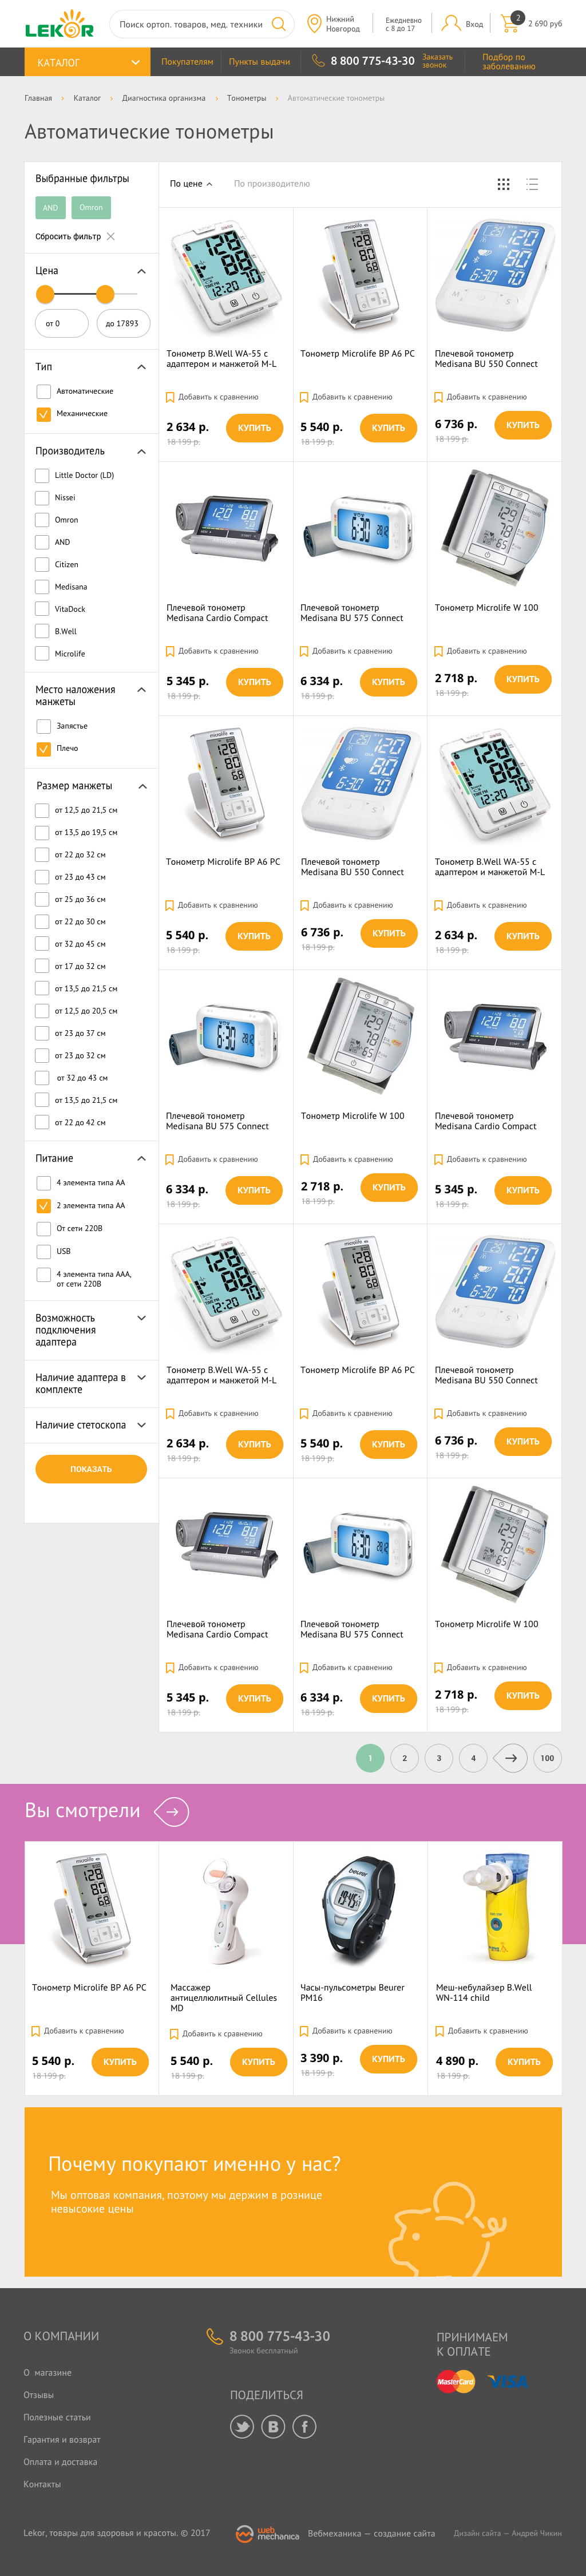 LEKOR
Поиск ортоп. товаров, мед. техники
Нижний
Новгород
Ежедневно
с 8 до 17
Вход
2
2 690 руб
КАТАЛОГ
Покупателям
Пункты выдачи
8 800 775-43-30
Заказать
звонок
Подбор по
заболеванию
Главная
Каталог
Диагностика организма
Тонометры
Автоматические тонометры
Автоматические тонометры
Выбранные фильтры
AND
Omron
Сбросить фильтр
Цена
от 0
до 17893
Тип
Автоматические
Механические
Производитель
Little Doctor (LD)
Nissei
Omron
AND
Citizen
Medisana
VitaDock
B.Well
Microlife
Место наложения
манжеты
Запястье
Плечо
Размер манжеты
от 12,5 до 21,5 см
от 13,5 до 19,5 см
от 22 до 32 см
от 23 до 43 см
от 25 до 36 см
от 22 до 30 см
от 32 до 45 см
от 17 до 32 см
от 13,5 до 21,5 см
от 12,5 до 20,5 см
от 23 до 37 см
от 23 до 32 см
от 32 до 43 см
от 13,5 до 21,5 см
от 22 до 42 см
Питание
4 элемента типа АА
2 элемента типа АА
От сети 220В
USB
4 элемента типа ААА,
от сети 220В
Возможность
подключения
адаптера
Наличие адаптера в
комплекте
Наличие стетоскопа
ПОКАЗАТЬ
По цене
По производителю
Тонометр B.Well WA-55 с
адаптером и манжетой M-L
Добавить к сравнению
2 634 р.
18 199 р.
КУПИТЬ
Тонометр Microlife BP A6 PC
Добавить к сравнению
5 540 р.
18 199 р.
КУПИТЬ
Плечевой тонометр
Medisana BU 550 Connect
Добавить к сравнению
6 736 р.
18 199 р.
КУПИТЬ
Плечевой тонометр
Medisana Cardio Compact
Добавить к сравнению
5 345 р.
18 199 р.
КУПИТЬ
Плечевой тонометр
Medisana BU 575 Connect
Добавить к сравнению
6 334 р.
18 199 р.
КУПИТЬ
Тонометр Microlife W 100
Добавить к сравнению
2 718 р.
18 199 р.
КУПИТЬ
Тонометр Microlife BP A6 PC
Добавить к сравнению
5 540 р.
18 199 р.
КУПИТЬ
Плечевой тонометр
Medisana BU 550 Connect
Добавить к сравнению
6 736 р.
18 199 р.
КУПИТЬ
Тонометр B.Well WA-55 с
адаптером и манжетой M-L
Добавить к сравнению
2 634 р.
18 199 р.
КУПИТЬ
Плечевой тонометр
Medisana BU 575 Connect
Добавить к сравнению
6 334 р.
18 199 р.
КУПИТЬ
Тонометр Microlife W 100
Добавить к сравнению
2 718 р.
18 199 р.
КУПИТЬ
Плечевой тонометр
Medisana Cardio Compact
Добавить к сравнению
5 345 р.
18 199 р.
КУПИТЬ
Тонометр B.Well WA-55 с
адаптером и манжетой M-L
Добавить к сравнению
2 634 р.
18 199 р.
КУПИТЬ
Тонометр Microlife BP A6 PC
Добавить к сравнению
5 540 р.
18 199 р.
КУПИТЬ
Плечевой тонометр
Medisana BU 550 Connect
Добавить к сравнению
6 736 р.
18 199 р.
КУПИТЬ
Плечевой тонометр
Medisana Cardio Compact
Добавить к сравнению
5 345 р.
18 199 р.
КУПИТЬ
Плечевой тонометр
Medisana BU 575 Connect
Добавить к сравнению
6 334 р.
18 199 р.
КУПИТЬ
Тонометр Microlife W 100
Добавить к сравнению
2 718 р.
18 199 р.
КУПИТЬ
1
2
3
4
100
Вы смотрели
Тонометр Microlife BP A6 PC
Добавить к сравнению
5 540 р.
18 199 р.
КУПИТЬ
Массажер
антицеллюлитный Cellules
MD
Добавить к сравнению
5 540 р.
18 199 р.
КУПИТЬ
Часы-пульсометры Beurer
PM16
Добавить к сравнению
3 390 р.
18 199 р.
КУПИТЬ
Меш-небулайзер B.Well
WN-114 child
Добавить к сравнению
4 890 р.
18 199 р.
КУПИТЬ
Почему покупают именно у нас?
Мы оптовая компания, поэтому мы держим в рознице
невысокие цены
О КОМПАНИИ
О магазине
Отзывы
Полезные статьи
Гарантия и возврат
Оплата и доставка
Контакты
8 800 775-43-30
Звонок бесплатный
ПОДЕЛИТЬСЯ
ПРИНИМАЕМ
К ОПЛАТЕ
MasterCard
VISA
Lekor, товары для здоровья и красоты. © 2017
web
mechanica
Вебмеханика — создание сайта
Дизайн сайта — Андрей Чикин